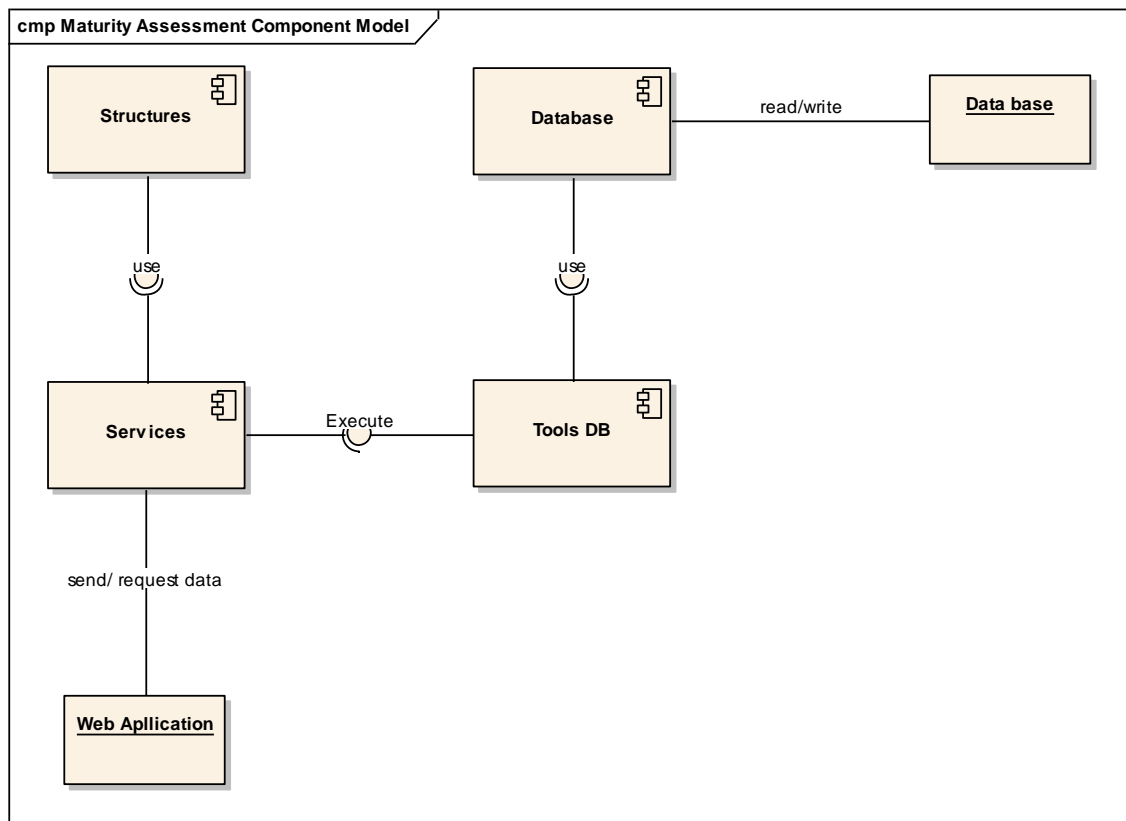 cmp Maturity Assessment Component Model
Structures
Database
read/write
Data base
use
use
Services
Execute
Tools DB
send/ request data
Web Apllication